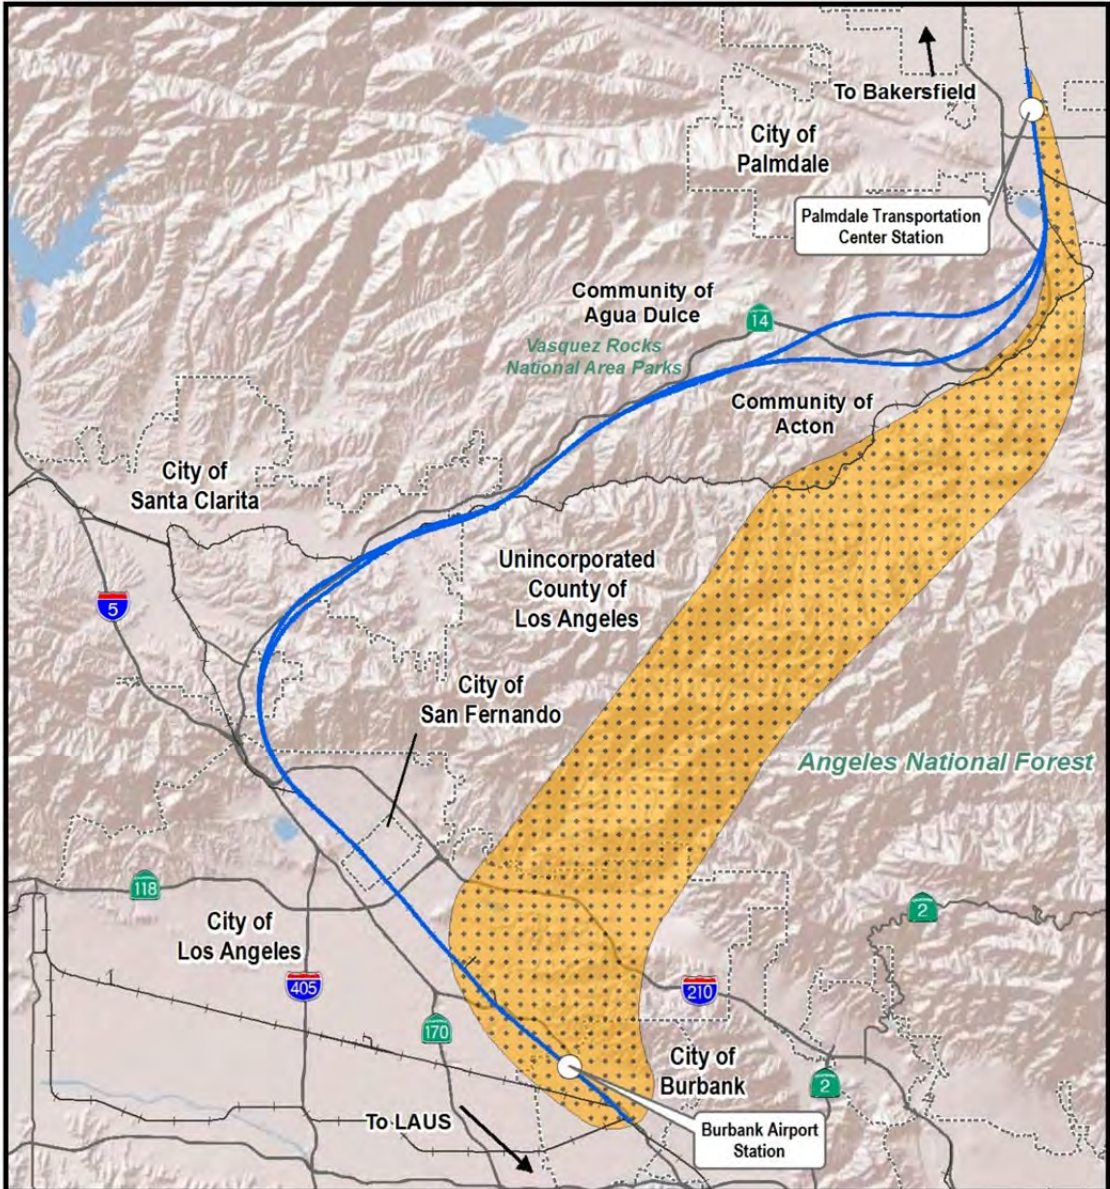 To Bakersfield
City of
Palmdale
Palmdale Transportation
Center Station
Community of
Agua Dulce
14
Vasquez Rocks
National Area Parks
Community of
Acton
City of
Santa Clarita
Unincorporated
County of
Los Angeles
5
City of
San Fernando
Angeles National Forest
118
2
City of
Los Angeles
405
210
170
City of
Burbank
2
To LAUS
Burbank Airport
Station